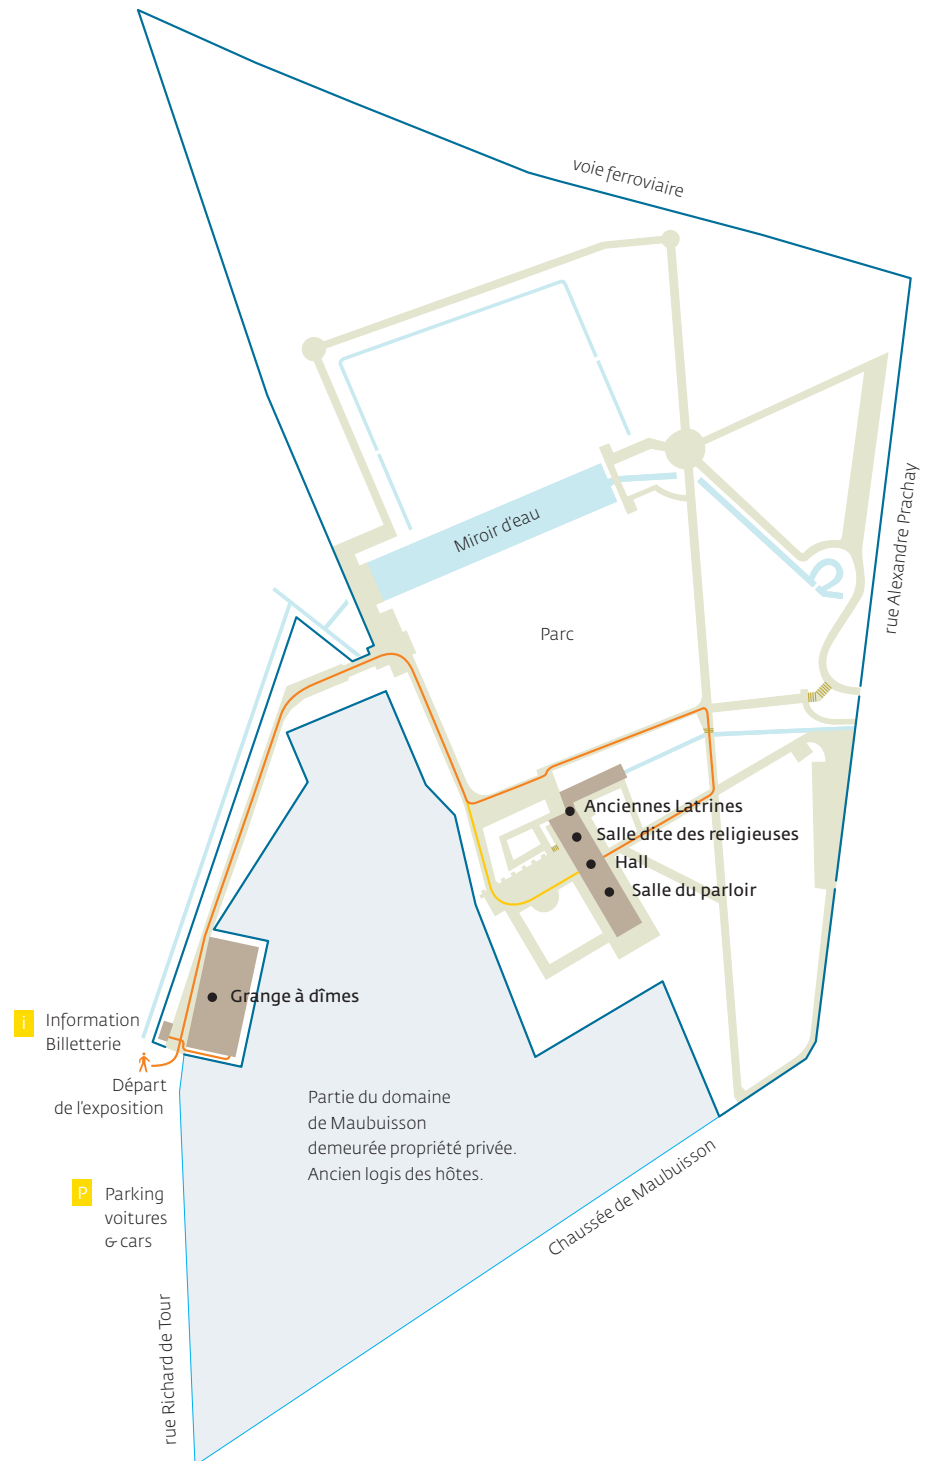 voie ferroviaire
rue Alexandre Prachay
Miroir d'eau
Parc
Anciennes Latrines
Salle dite des religieuses
Hall
Salle du parloir
Grange à dîmes
i
Information
Billetterie
Départ
de l'exposition
Partie du domaine
de Maubuisson
demeurée propriété privée.
Ancien logis des hôtes.
Chaussée de Maubuisson
P
Parking
voitures
& cars
rue Richard de Tour